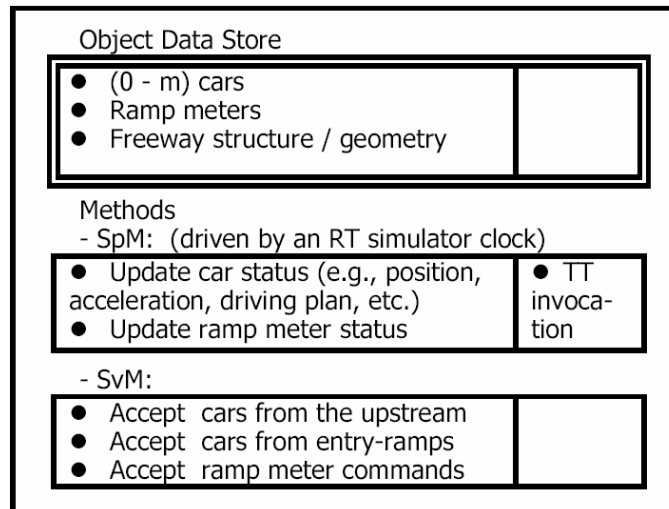 Object Data Store
● (0 - m) cars
● Ramp meters
● Freeway structure / geometry
Methods
- SpM: (driven by an RT simulator clock)
● Update car status (e.g., position,
acceleration, driving plan, etc.)
● Update ramp meter status
● TT
invoca-
tion
- SvM:
● Accept cars from the upstream
● Accept cars from entry-ramps
● Accept ramp meter commands